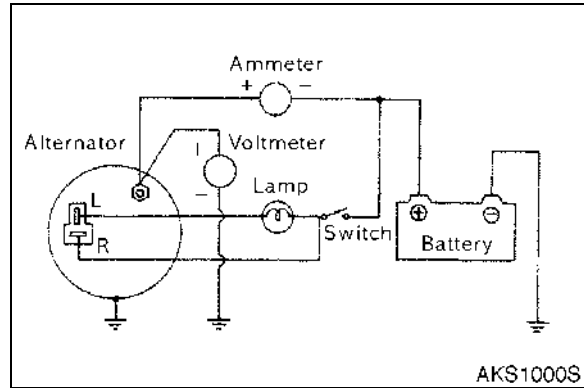 Ammeter
+ −
Alternator
Voltmeter
+
−
L
Lamp
R
Switch
⊕ ⊖
Battery
AKS1000S